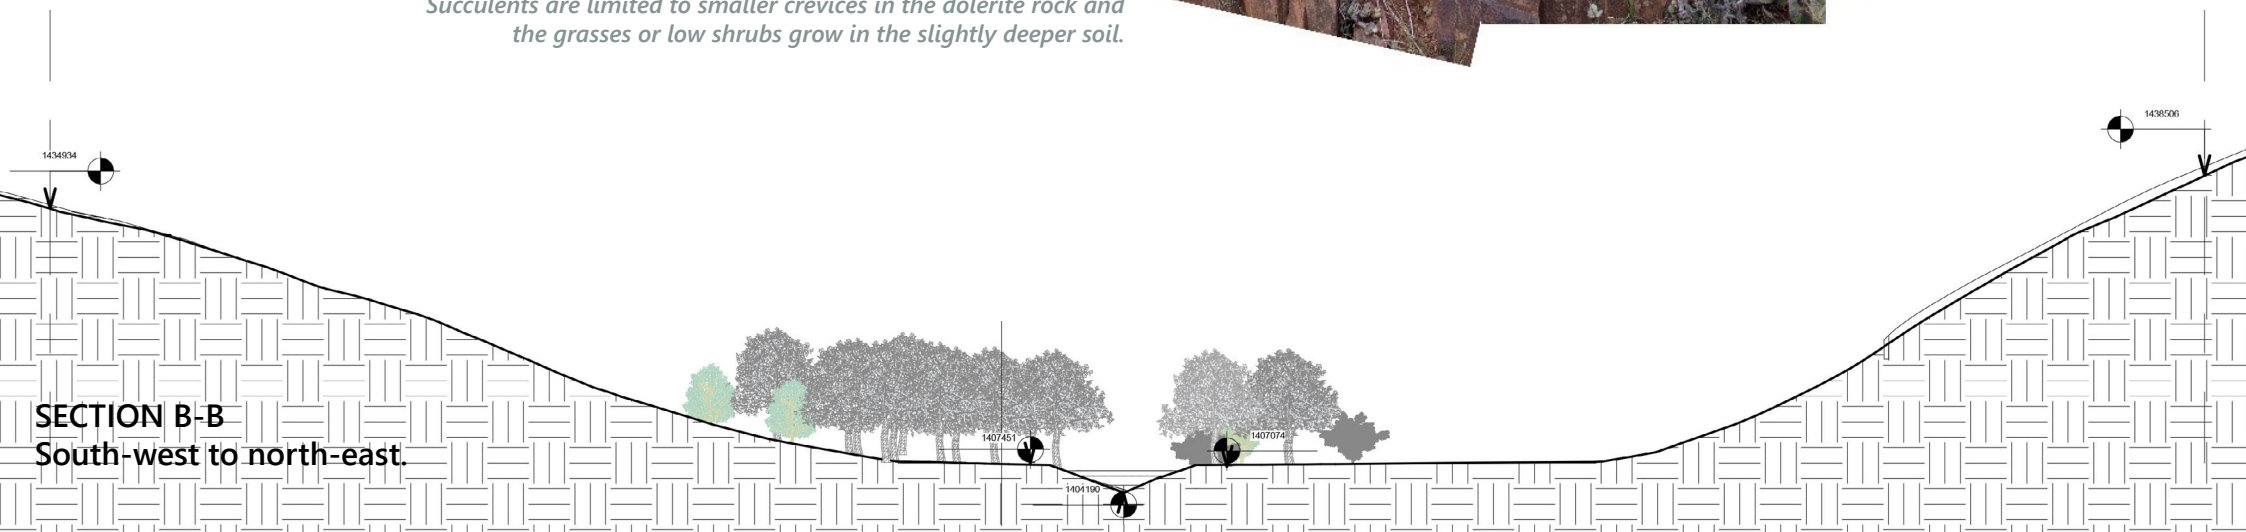 Succulents are limited to smaller crevices in the dolerite rock and
the grasses or low shrubs grow in the slightly deeper soil.
1438506
1434934
1407451
1407074
1404190
SECTION B-B
South-west to north-east.